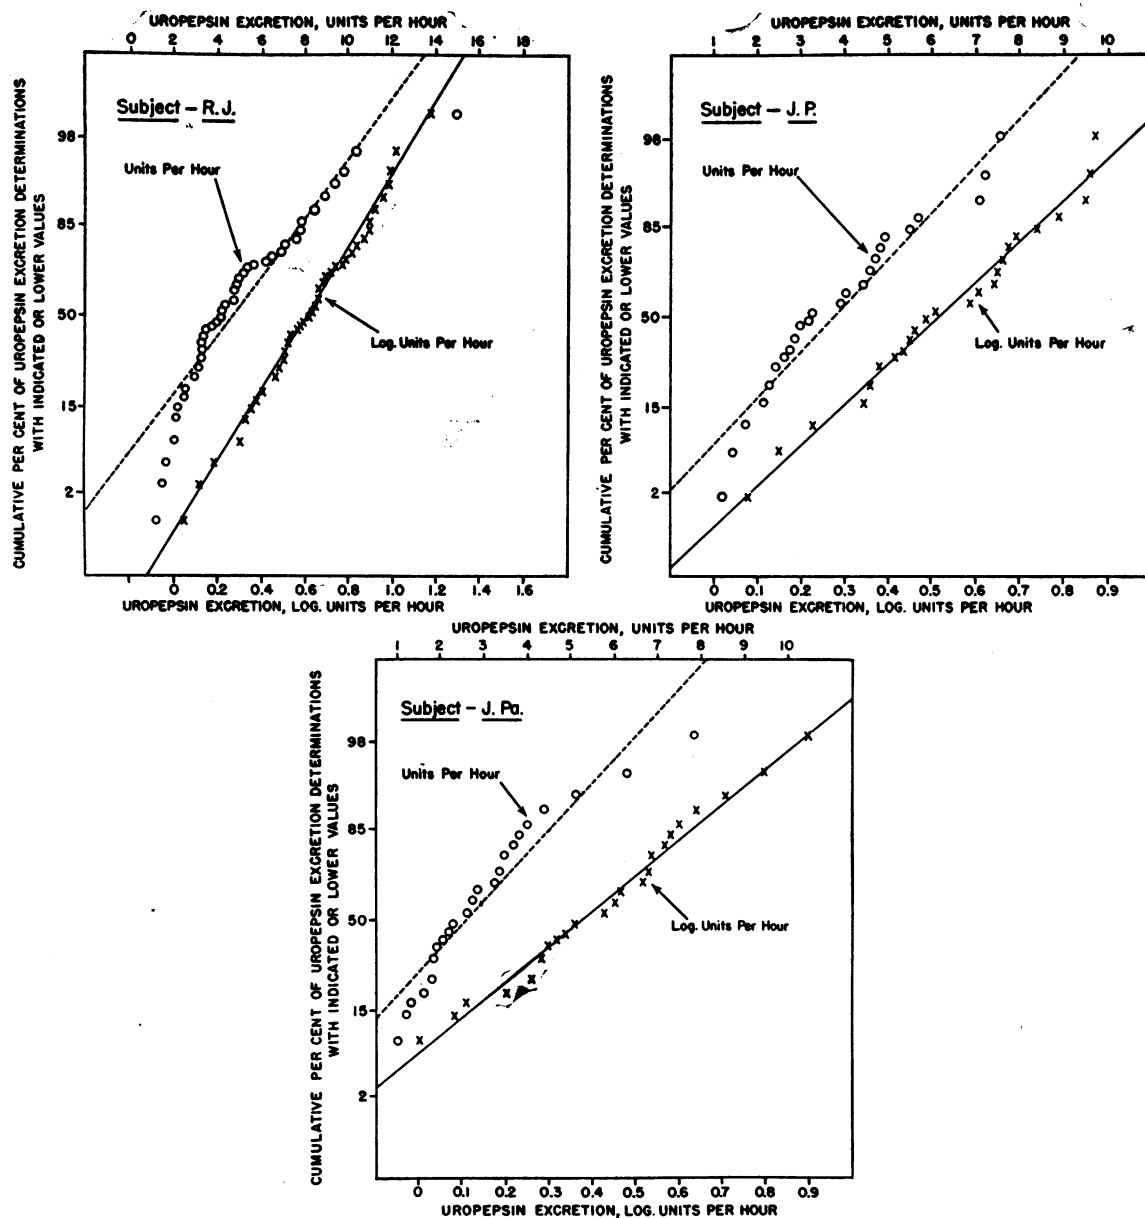 UROPEPSIN EXCRETION, UNITS PER HOUR
0 2 4 6 8 10 12 14 16 18
CUMULATIVE PER CENT OF UROPEPSIN EXCRETION DETERMINATIONS
WITH INDICATED OR LOWER VALUES
Subject – R.J.
98
Units Per Hour
85
50
Log. Units Per Hour
15
2
0 0.2 0.4 0.6 0.8 1.0 1.2 1.4 1.6
UROPEPSIN EXCRETION, LOG. UNITS PER HOUR
UROPEPSIN EXCRETION, UNITS PER HOUR
1 2 3 4 5 6 7 8 9 10
CUMULATIVE PER CENT OF UROPEPSIN EXCRETION DETERMINATIONS
WITH INDICATED OR LOWER VALUES
Subject – J.P.
98
Units Per Hour
85
50
Log. Units Per Hour
15
2
0 0.1 0.2 0.3 0.4 0.5 0.6 0.7 0.8 0.9
UROPEPSIN EXCRETION, LOG. UNITS PER HOUR
UROPEPSIN EXCRETION, UNITS PER HOUR
1 2 3 4 5 6 7 8 9 10
CUMULATIVE PER CENT OF UROPEPSIN EXCRETION DETERMINATIONS
WITH INDICATED OR LOWER VALUES
Subject – J. Pa.
98
Units Per Hour
85
50
Log. Units Per Hour
15
2
0 0.1 0.2 0.3 0.4 0.5 0.6 0.7 0.8 0.9
UROPEPSIN EXCRETION, LOG. UNITS PER HOUR